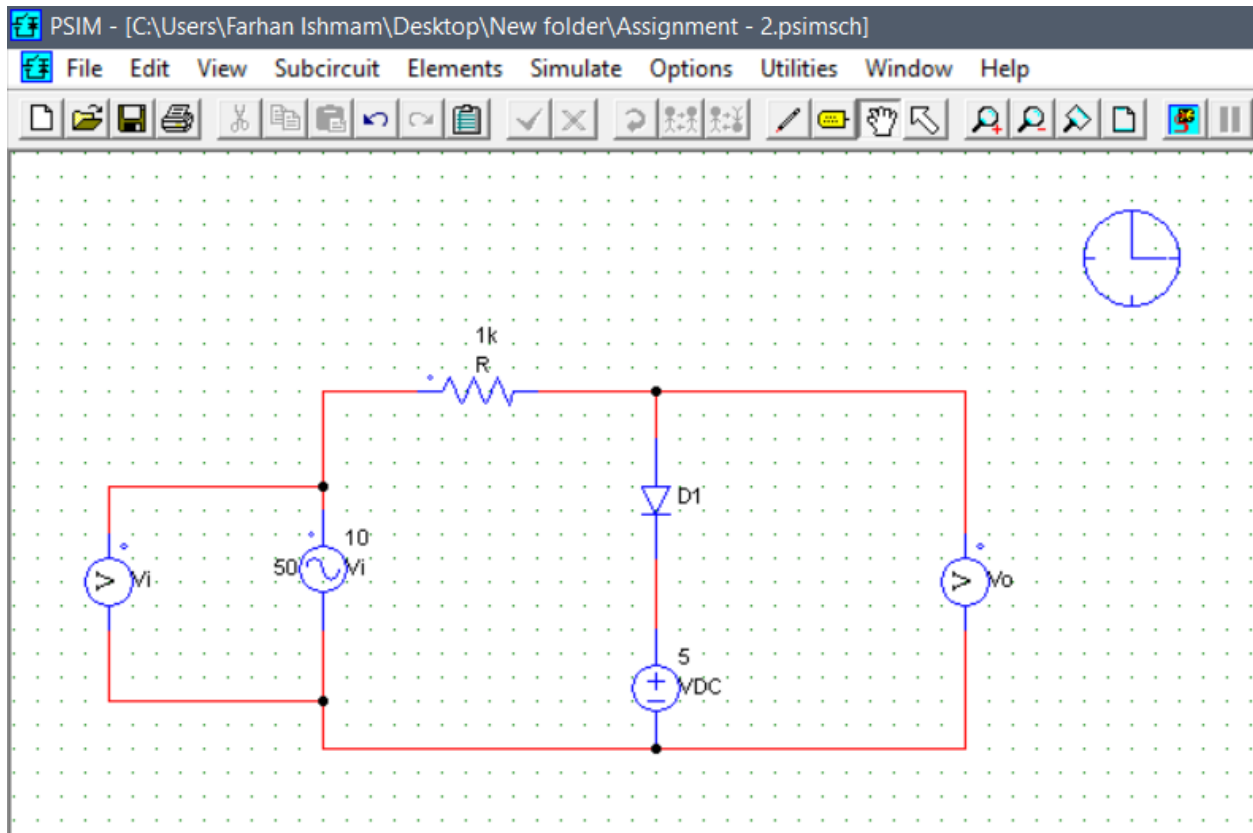 PSIM - [C:\Users\Farhan Ishmam\Desktop\New folder\Assignment - 2.psimsch]
File Edit View Subcircuit Elements Simulate Options Utilities Window Help
1k
R
D1
10
50 Vi
V Vi
V Vo
5
VDC